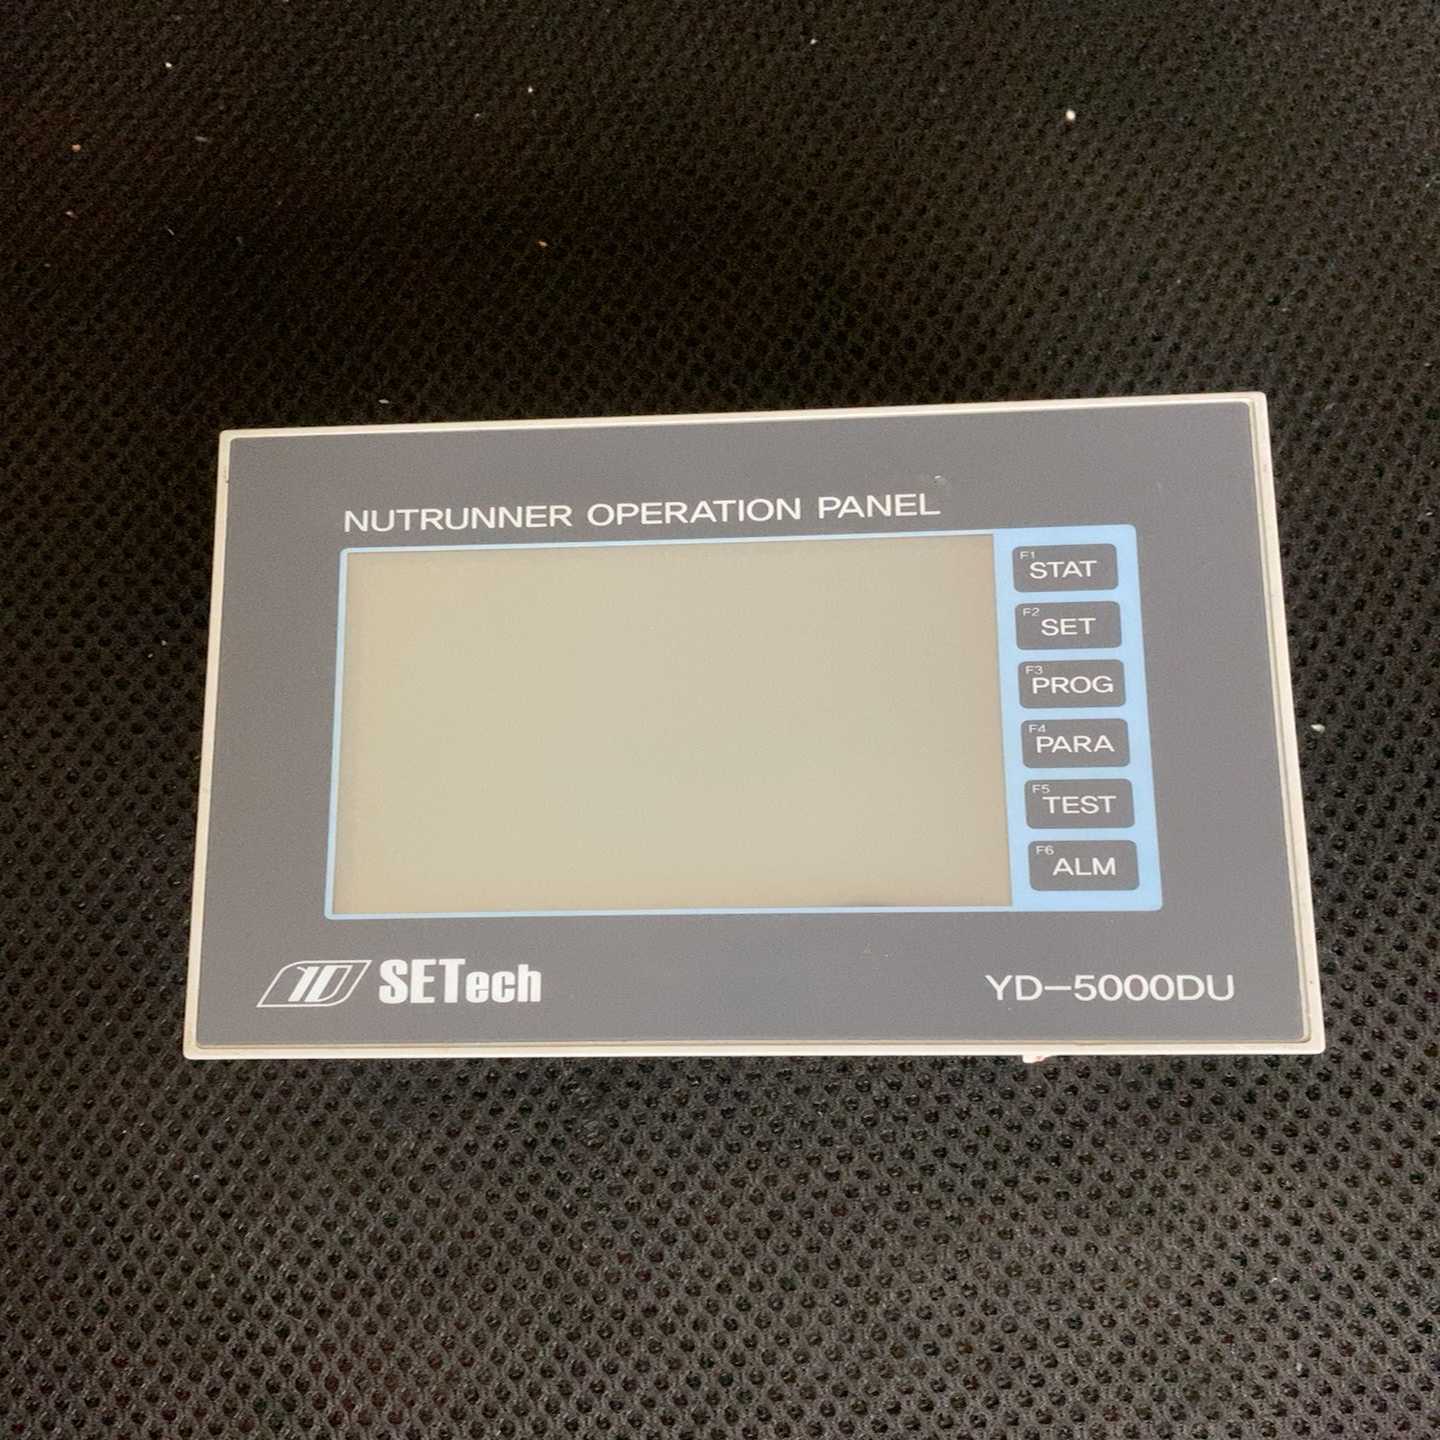 NUTRUNNER OPERATION PANEL
F1 STAT
F2 SET
F3 PROG
F4 PARA
F5 TEST
F6 ALM
SETech
YD-5000DU